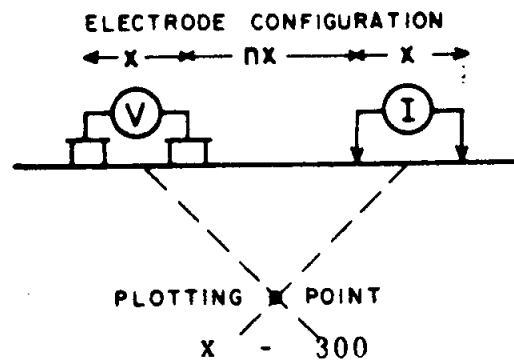 ELECTRODE CONFIGURATION
x nx x
V I
PLOTTING POINT
x - 300